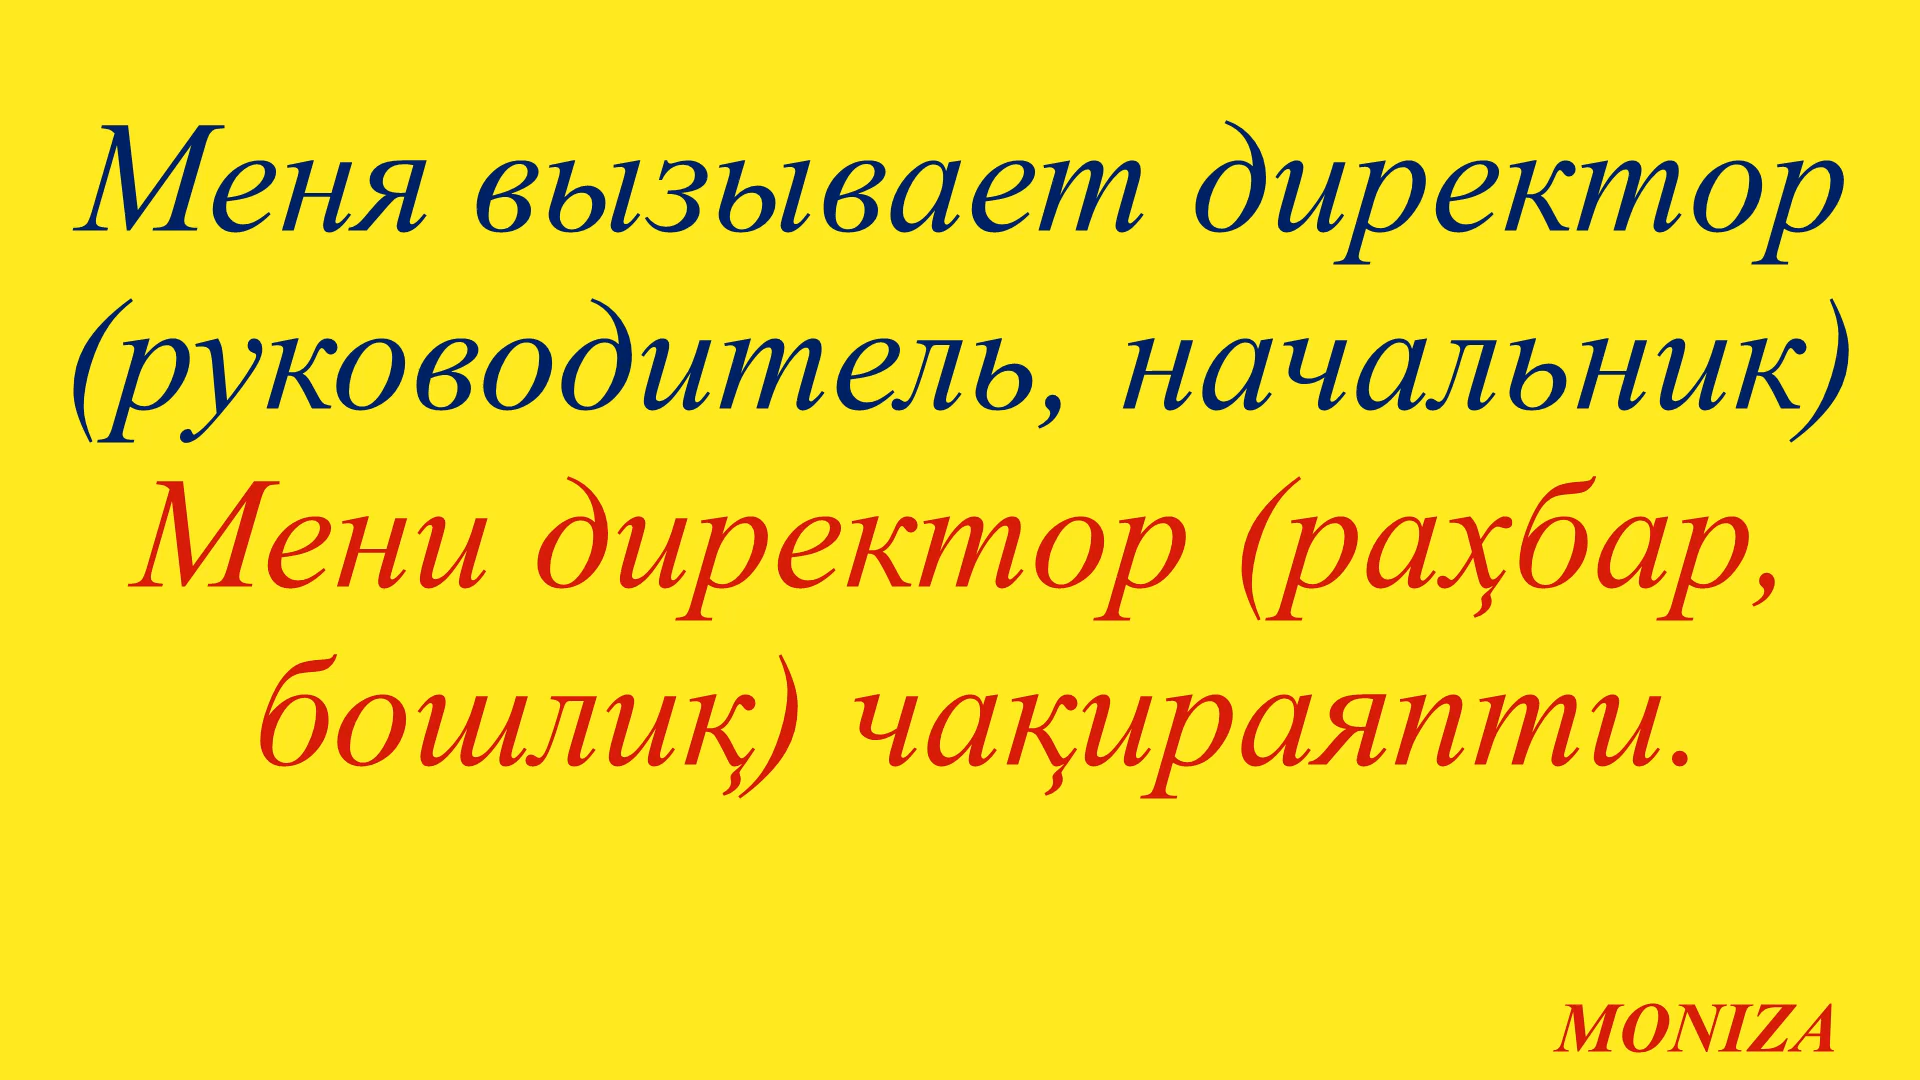 Меня вызывает директор
(руководитель, начальник)
Мени директор (раҳбар,
бошлиқ) чақираяпти.
MONIZA